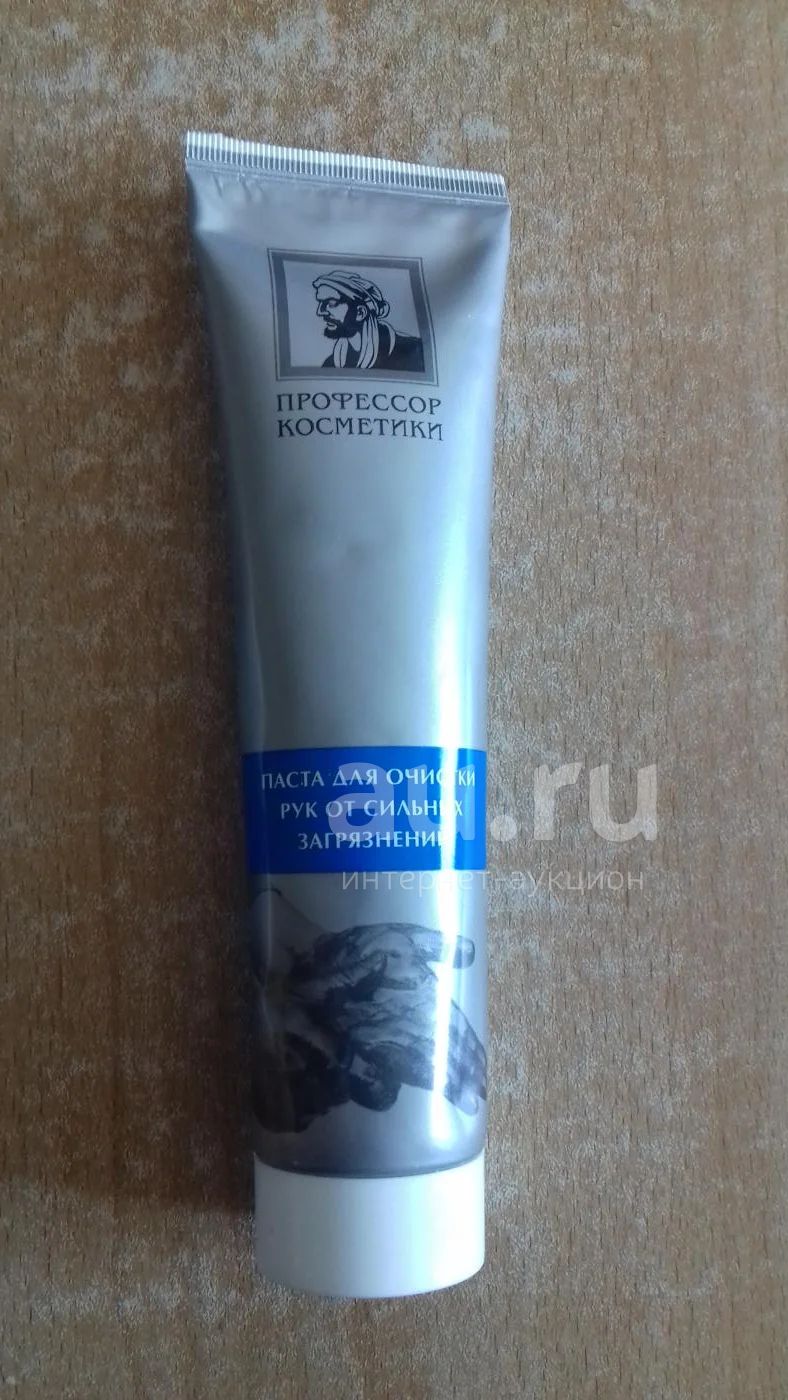 ПРОФЕССОР
КОСМЕТИКИ
ПАСТА ДЛЯ ОЧИСТКИ
РУК ОТ СИЛЬНЫХ
ЗАГРЯЗНЕНИЙ
au.ru
интернет-аукцион